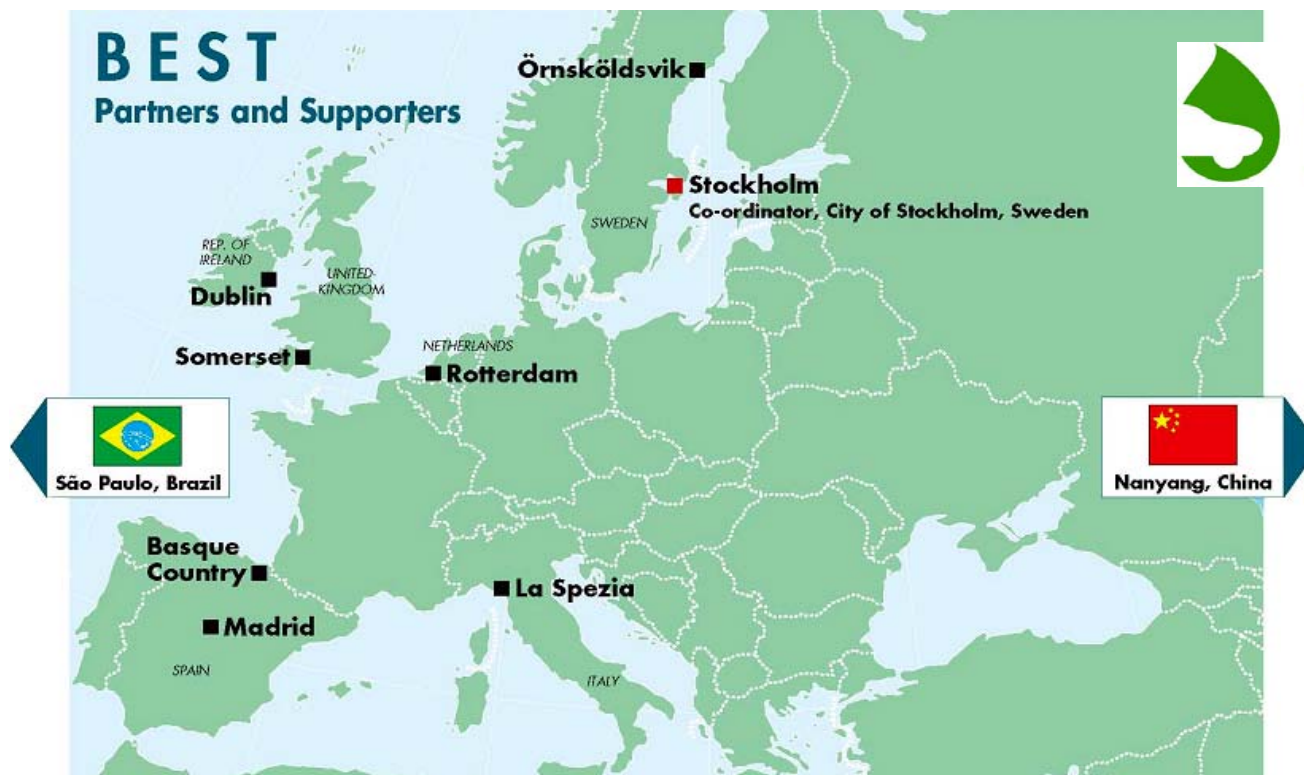 BEST
Partners and Supporters
Örnsköldsvik
Stockholm
Co-ordinator, City of Stockholm, Sweden
SWEDEN
REP. OF
IRELAND
UNITED-
KINGDOM
Dublin
Somerset
NETHERLANDS
Rotterdam
São Paulo, Brazil
Nanyang, China
Basque
Country
La Spezia
Madrid
SPAIN
ITALY